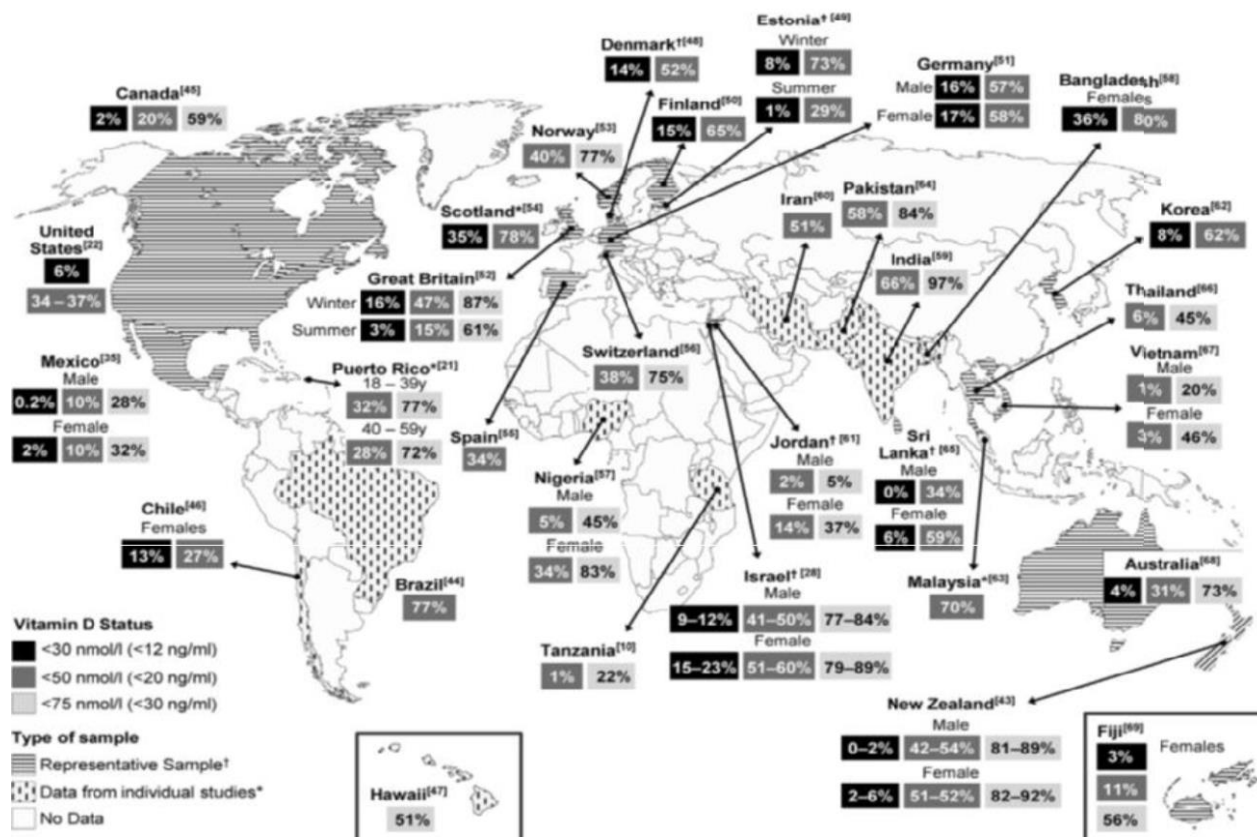 Estonia† [49]
Winter
8% 73%
Summer
1% 29%
Denmark†[48]
14% 52%
Germany[51]
Male 16% 57%
Female 17% 58%
Bangladesh[58]
Females
36% 80%
Canada[45]
2% 20% 59%
Finland[50]
15% 65%
Norway[53]
40% 77%
Scotland*[54]
35% 78%
Iran[60]
51%
Pakistan[64]
58% 84%
India[59]
66% 97%
Korea[62]
8% 62%
United
States[22]
6%
34 – 37%
Great Britain[52]
Winter 16% 47% 87%
Summer 3% 15% 61%
Thailand[66]
6% 45%
Vietnam[67]
Male
1% 20%
Female
3% 46%
Mexico[35]
Male
0.2% 10% 28%
Female
2% 10% 32%
Puerto Rico*[21]
18 – 39y
32% 77%
40 – 59y
28% 72%
Switzerland[56]
38% 75%
Spain[55]
34%
Nigeria[57]
Male
5% 45%
Female
34% 83%
Jordan† [61]
Male
2% 5%
Female
14% 37%
Sri
Lanka† [65]
Male
0% 34%
Female
6% 59%
Chile[46]
Females
13% 27%
Brazil[44]
77%
Tanzania[10]
1% 22%
Israel† [28]
Male
9–12% 41–50% 77–84%
Female
15–23% 51–60% 79–89%
Malaysia*[63]
70%
Australia[68]
4% 31% 73%
New Zealand[43]
Male
0–2% 42–54% 81–89%
Female
2–6% 51–52% 82–92%
Fiji[69]
Females
3%
11%
56%
Hawaii[47]
51%
Vitamin D Status
<30 nmol/l (<12 ng/ml)
<50 nmol/l (<20 ng/ml)
<75 nmol/l (<30 ng/ml)
Type of sample
Representative Sample†
Data from individual studies*
No Data